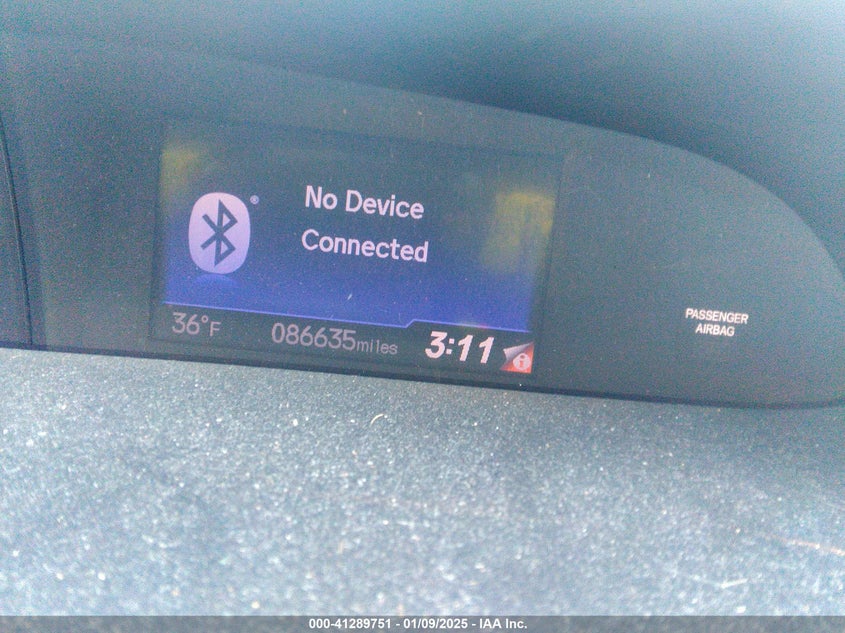 ®
No Device
Connected
36°F
086635miles
3:11
i
PASSENGER
AIRBAG
000-41289751 - 01/09/2025 - IAA Inc.